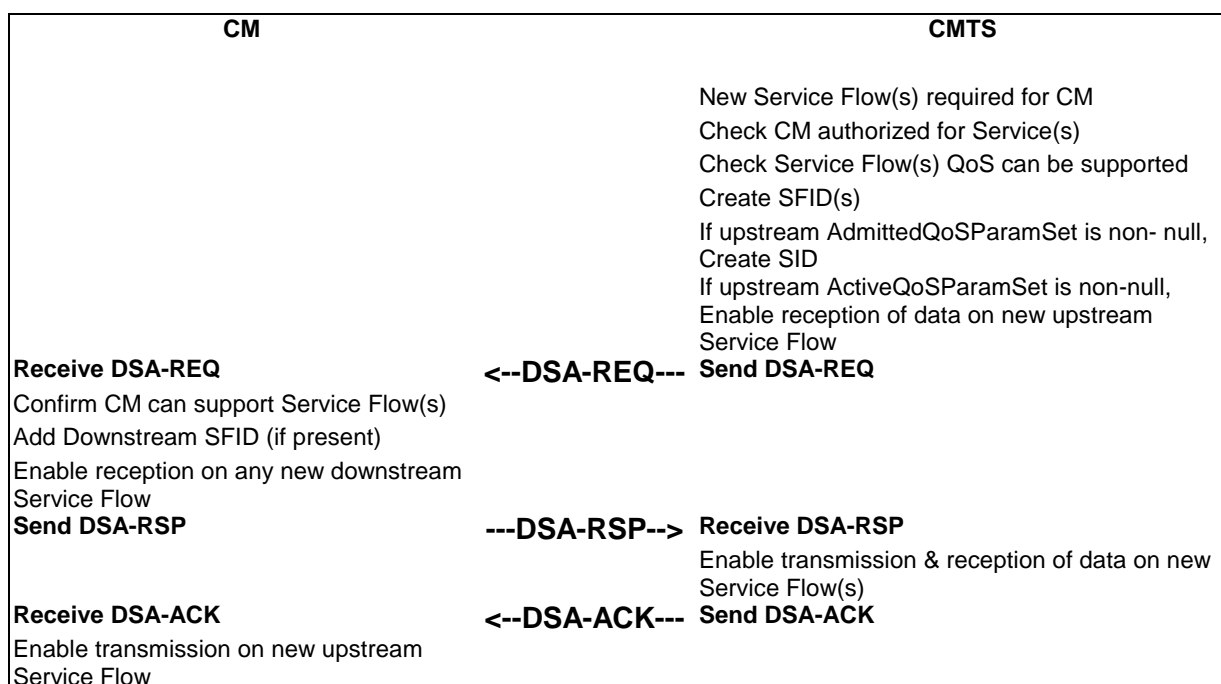 CM CMTS
New Service Flow(s) required for CM
Check CM authorized for Service(s)
Check Service Flow(s) QoS can be supported
Create SFID(s)
If upstream AdmittedQoSParamSet is non- null,
Create SID
If upstream ActiveQoSParamSet is non-null,
Enable reception of data on new upstream
Service Flow
Receive DSA-REQ <--DSA-REQ--- Send DSA-REQ
Confirm CM can support Service Flow(s)
Add Downstream SFID (if present)
Enable reception on any new downstream
Service Flow
Send DSA-RSP ---DSA-RSP--> Receive DSA-RSP
Enable transmission & reception of data on new
Service Flow(s)
Receive DSA-ACK <--DSA-ACK--- Send DSA-ACK
Enable transmission on new upstream
Service Flow